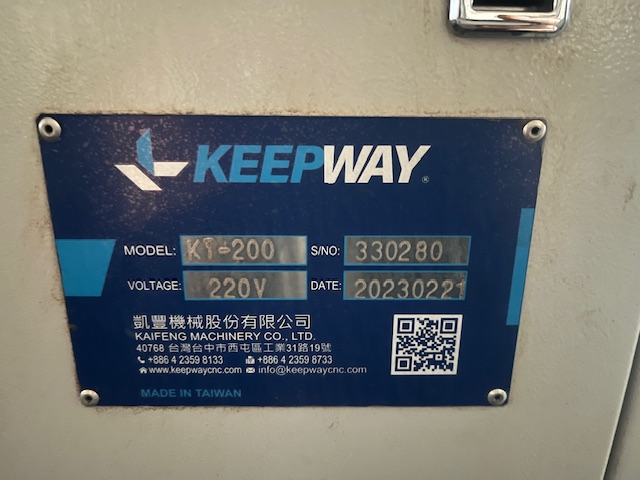 KEEPWAY®
MODEL: KT-200 S/NO: 330280
VOLTAGE: 220V DATE: 20230221
凱豐機械股份有限公司
KAIFENG MACHINERY CO., LTD.
40768 台灣台中市西屯區工業31路19號
+886 4 2359 8133 +886 4 2359 8733
www.keepwaycnc.com info@keepwaycnc.com
MADE IN TAIWAN